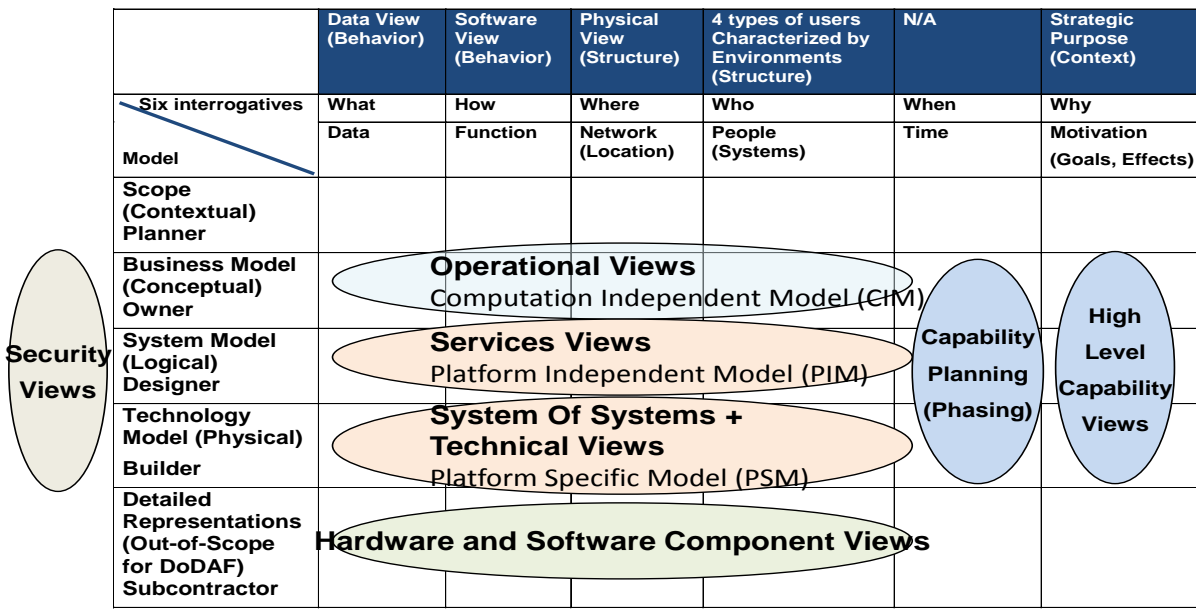 Data View
(Behavior)
Software
View
(Behavior)
Physical
View
(Structure)
4 types of users
Characterized by
Environments
(Structure)
N/A
Strategic
Purpose
(Context)
Six interrogatives
Model
What
How
Where
Who
When
Why
Data
Function
Network
(Location)
People
(Systems)
Time
Motivation
(Goals, Effects)
Scope
(Contextual)
Planner
Business Model
(Conceptual)
Owner
Operational Views
Computation Independent Model (CIM)
System Model
(Logical)
Designer
Services Views
Platform Independent Model (PIM)
Technology
Model (Physical)
Builder
System Of Systems +
Technical Views
Platform Specific Model (PSM)
Detailed
Representations
(Out-of-Scope
for DoDAF)
Subcontractor
Hardware and Software Component Views
Security
Views
Capability
Planning
(Phasing)
High
Level
Capability
Views